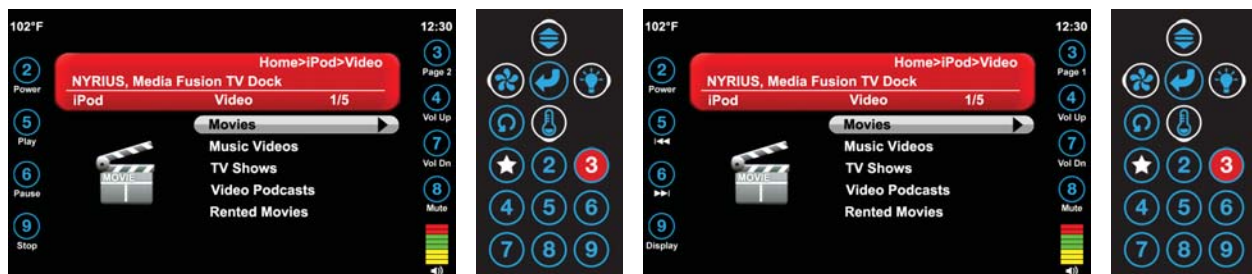 102°F 12:30
2
Power
Home>iPod>Video
3
Page 2
NYRIUS, Media Fusion TV Dock
iPod Video 1/5
4
Vol Up
5
Play
Movies
Music Videos
TV Shows
Video Podcasts
Rented Movies
MOVIE
7
Vol Dn
6
Pause
8
Mute
9
Stop
2 3
4 5 6
7 8 9
102°F 12:30
2
Power
Home>iPod>Video
3
Page 1
NYRIUS, Media Fusion TV Dock
iPod Video 1/5
4
Vol Up
5
Movies
Music Videos
TV Shows
Video Podcasts
Rented Movies
MOVIE
7
Vol Dn
6
8
Mute
9
Display
2 3
4 5 6
7 8 9